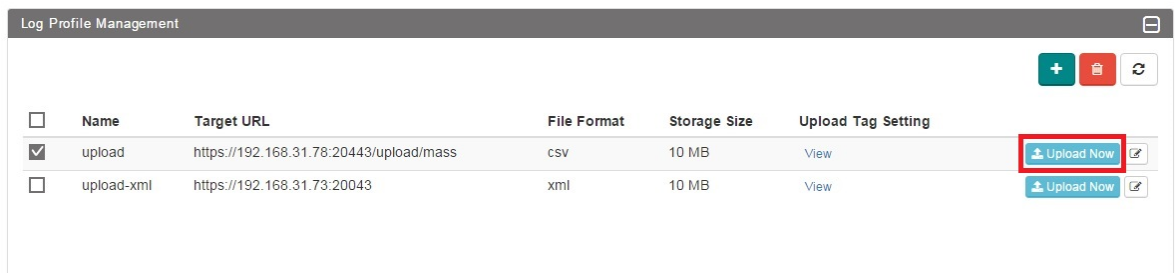 Log Profile Management
Name Target URL File Format Storage Size Upload Tag Setting
upload https://192.168.31.78:20443/upload/mass csv 10 MB View Upload Now
upload-xml https://192.168.31.73:20043 xml 10 MB View Upload Now